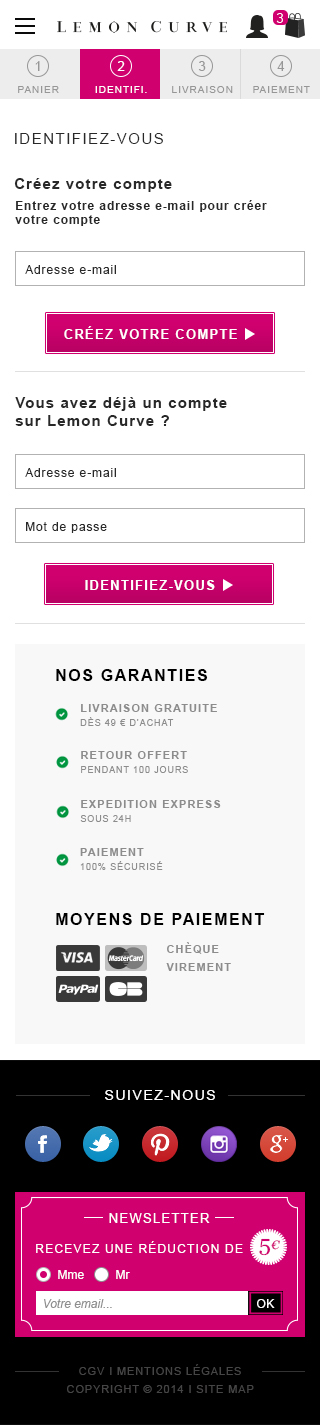 LEMON CURVE
3
1 2 3 4
PANIER IDENTIFI. LIVRAISON PAIEMENT
IDENTIFIEZ-VOUS
Créez votre compte
Entrez votre adresse e-mail pour créer
votre compte
Adresse e-mail
CRÉEZ VOTRE COMPTE
Vous avez déjà un compte
sur Lemon Curve ?
Adresse e-mail
Mot de passe
IDENTIFIEZ-VOUS
NOS GARANTIES
LIVRAISON GRATUITE
DÈS 49 € D'ACHAT
RETOUR OFFERT
PENDANT 100 JOURS
EXPEDITION EXPRESS
SOUS 24H
PAIEMENT
100% SÉCURISÉ
MOYENS DE PAIEMENT
VISA MasterCard CHÈQUE
VIREMENT
PayPal CB
SUIVEZ-NOUS
f g+
NEWSLETTER
RECEVEZ UNE RÉDUCTION DE 5€
Mme Mr
Votre email... OK
CGV I MENTIONS LÉGALES
COPYRIGHT © 2014 I SITE MAP